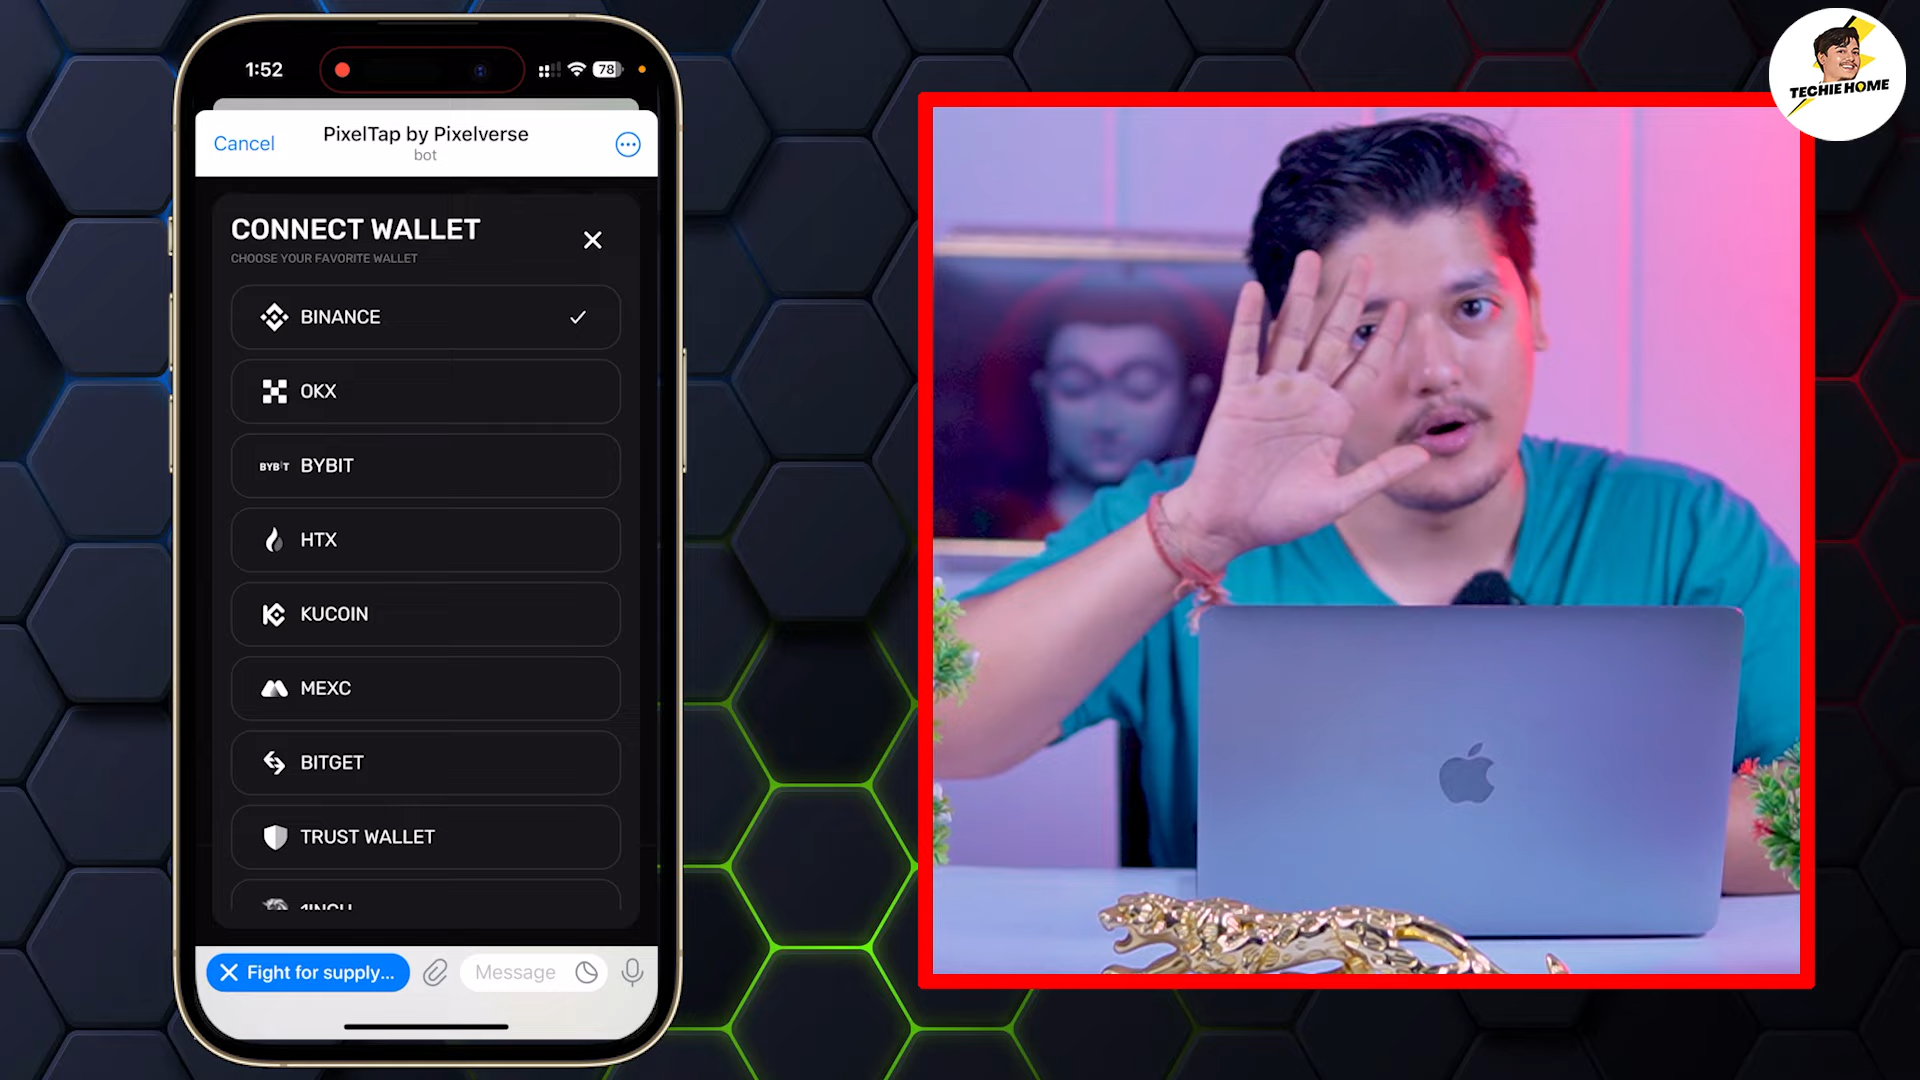 1:52
78
Cancel
PixelTap by Pixelverse
bot
CONNECT WALLET
CHOOSE YOUR FAVORITE WALLET
BINANCE
OKX
BYBIT BYBIT
HTX
KUCOIN
MEXC
BITGET
TRUST WALLET
1INCH
Fight for supply...
Message
TECHIE HOME